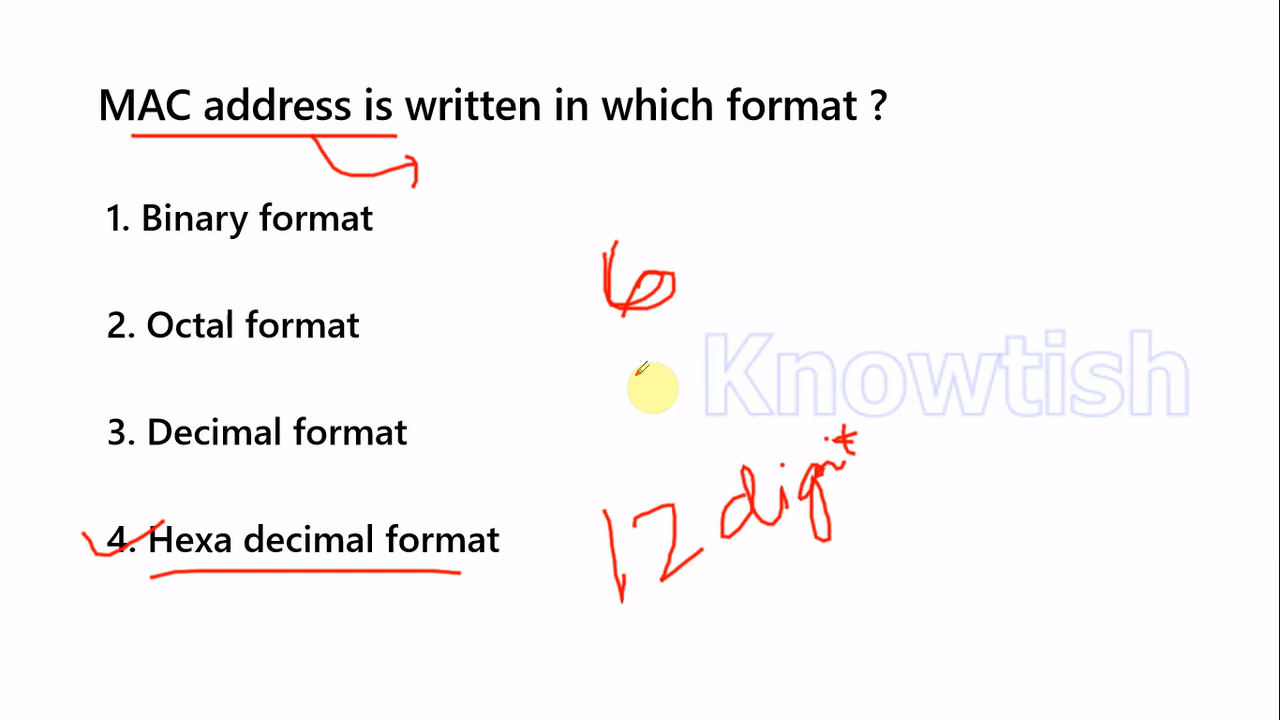 MAC address is written in which format ?
1. Binary format
6
2. Octal format
Knowtish
3. Decimal format
12 digit
4. Hexa decimal format